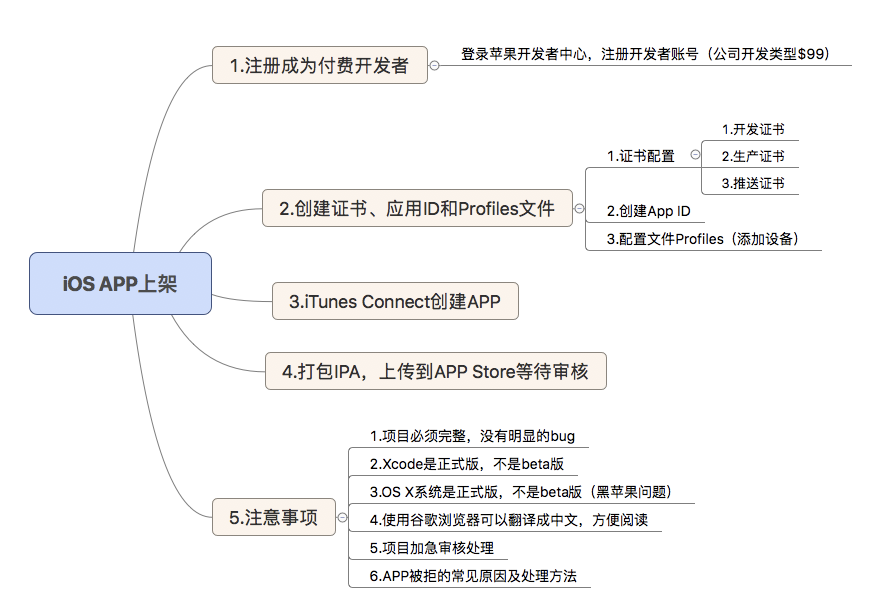 iOS APP上架
1.注册成为付费开发者
登录苹果开发者中心，注册开发者账号（公司开发类型$99）
2.创建证书、应用ID和Profiles文件
1.证书配置
1.开发证书
2.生产证书
3.推送证书
2.创建App ID
3.配置文件Profiles（添加设备）
3.iTunes Connect创建APP
4.打包IPA，上传到APP Store等待审核
5.注意事项
1.项目必须完整，没有明显的bug
2.Xcode是正式版，不是beta版
3.OS X系统是正式版，不是beta版（黑苹果问题）
4.使用谷歌浏览器可以翻译成中文，方便阅读
5.项目加急审核处理
6.APP被拒的常见原因及处理方法